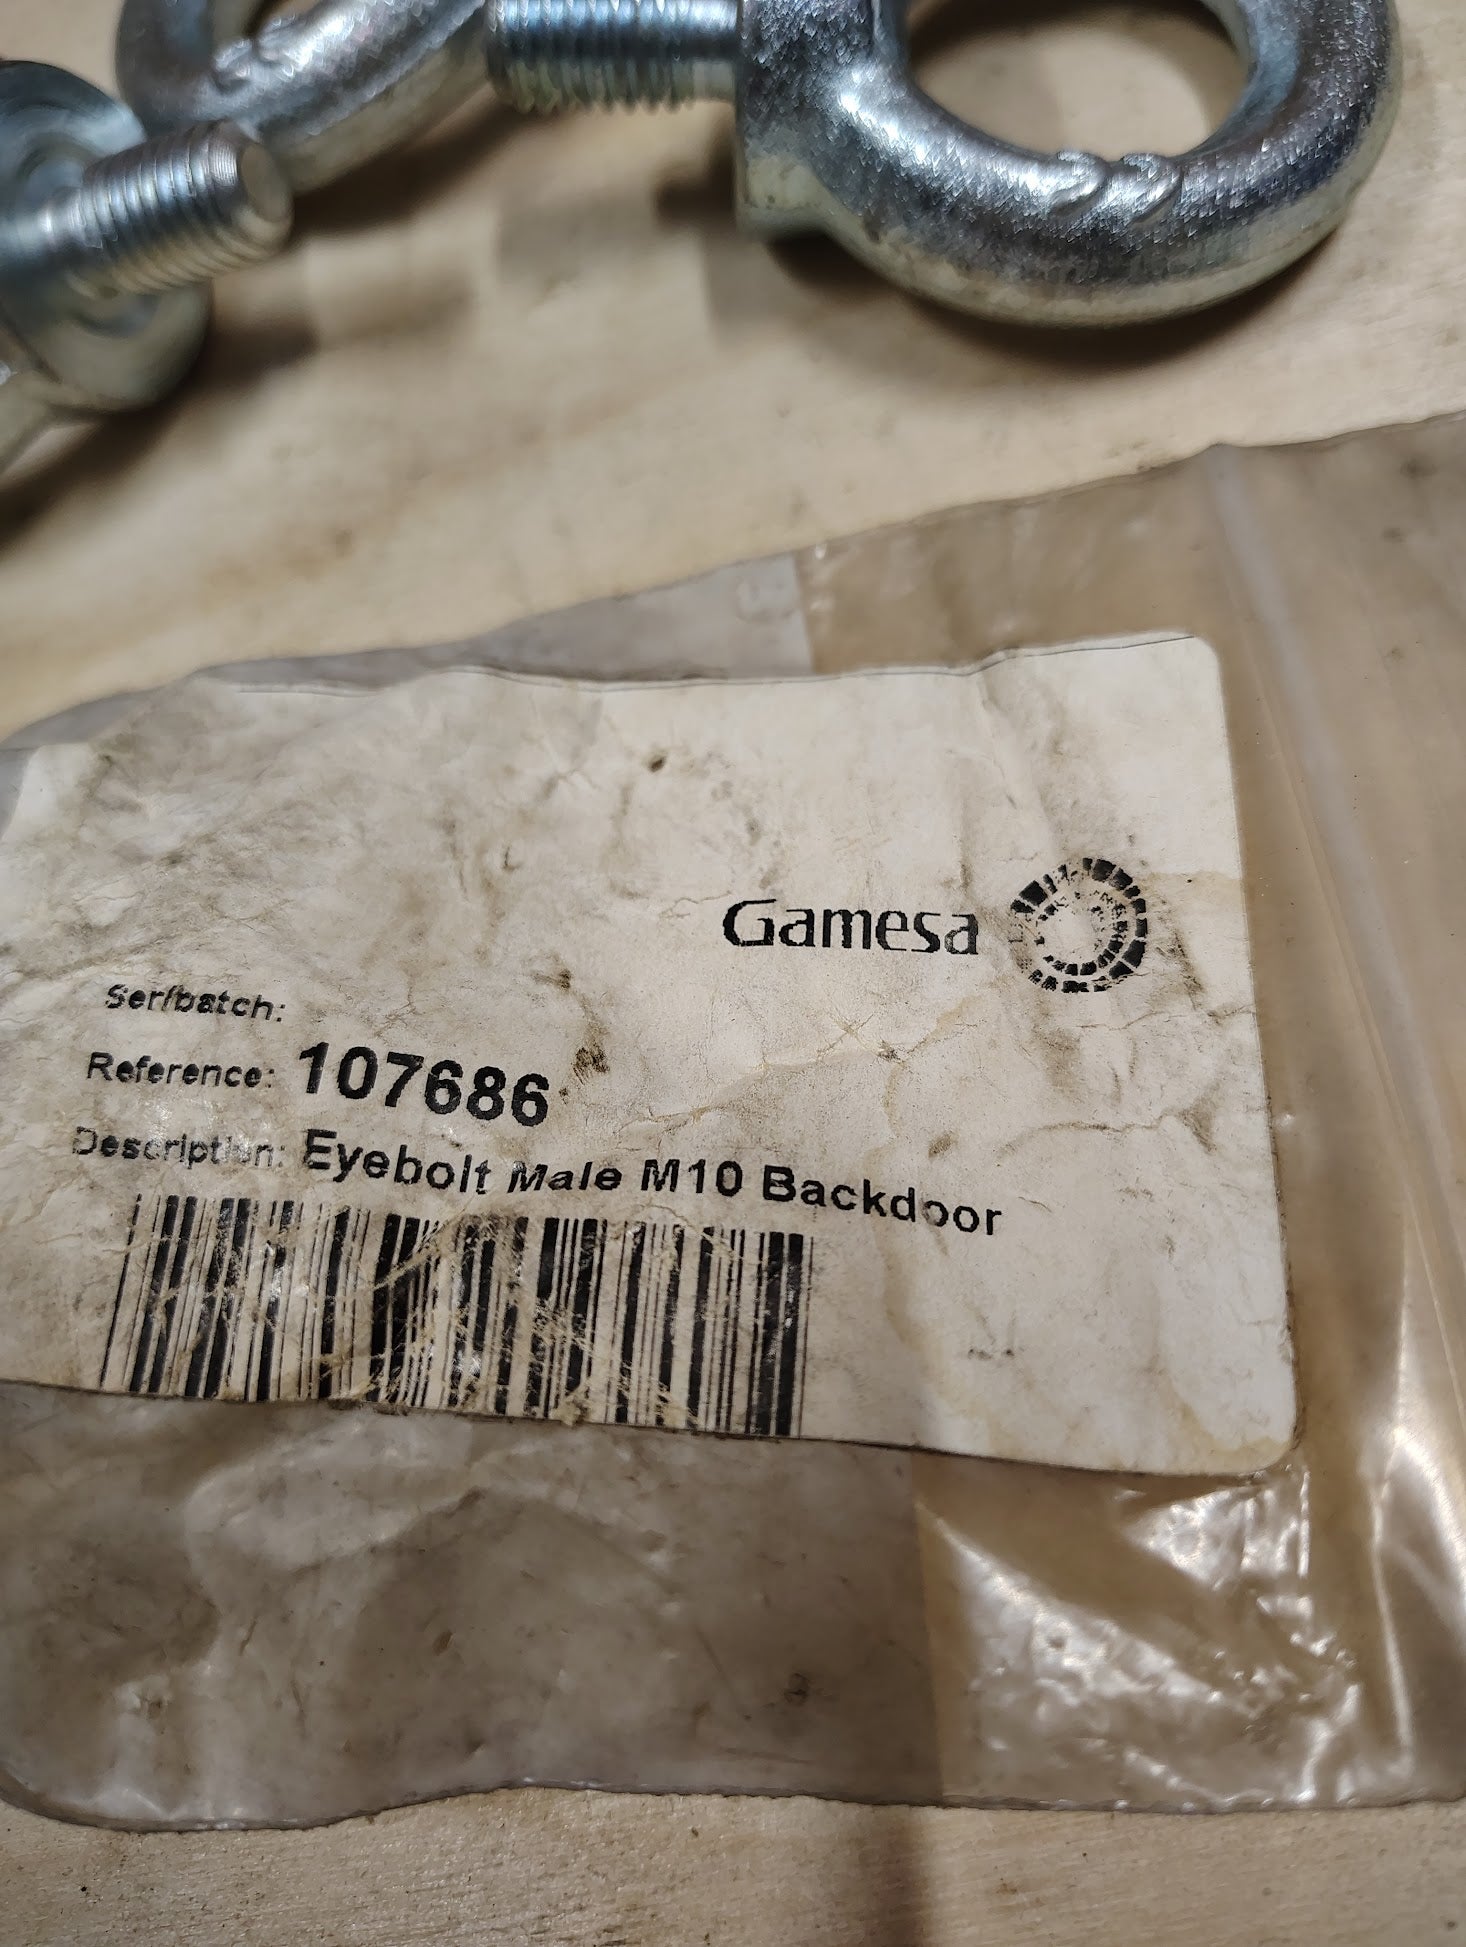 Gamesa
Ser/batch:
Reference: 107686
Description: Eyebolt Male M10 Backdoor